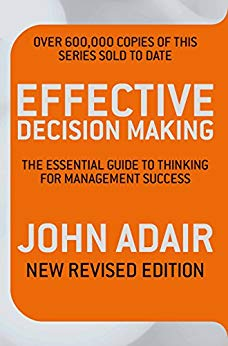 OVER 600,000 COPIES OF THIS
SERIES SOLD TO DATE
EFFECTIVE
DECISION MAKING
THE ESSENTIAL GUIDE TO THINKING
FOR MANAGEMENT SUCCESS
JOHN ADAIR
NEW REVISED EDITION